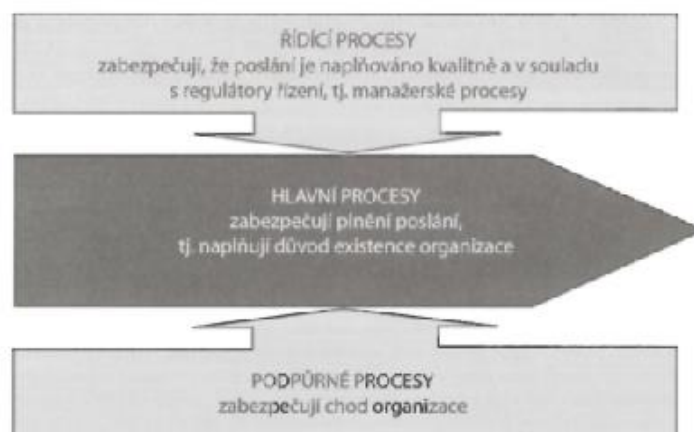 ŘÍDÍCÍ PROCESY
zabezpečují, že poslání je naplňováno kvalitně a v souladu
s regulátory řízení, tj. manažerské procesy
HLAVNÍ PROCESY
zabezpečují plnění poslání,
tj. naplňují důvod existence organizace
PODPŮRNÉ PROCESY
zabezpečují chod organizace